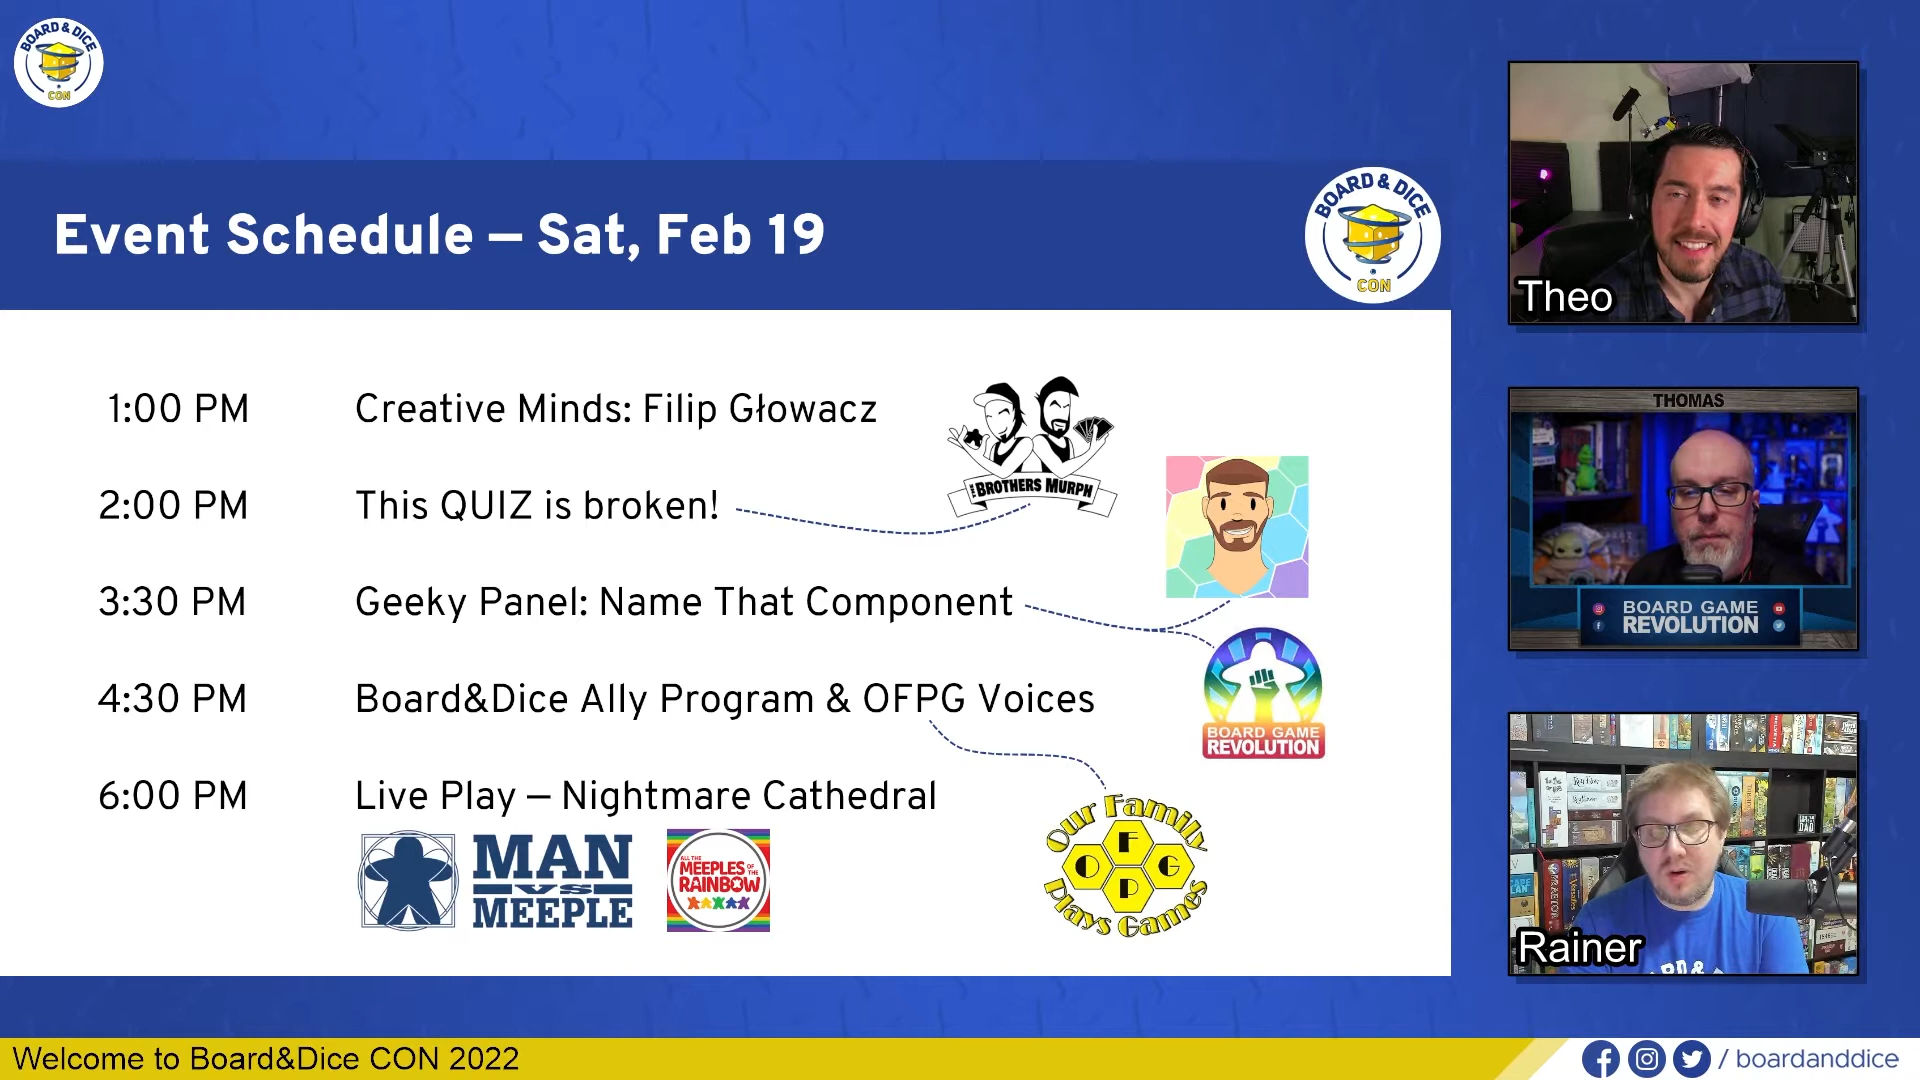 BOARD & DICE
CON
Event Schedule – Sat, Feb 19
BOARD & DICE
CON
1:00 PM Creative Minds: Filip Głowacz
THE BROTHERS MURPH
2:00 PM This QUIZ is broken!
3:30 PM Geeky Panel: Name That Component
BOARD GAME
REVOLUTION
4:30 PM Board&Dice Ally Program & OFPG Voices
6:00 PM Live Play – Nightmare Cathedral
MAN
VS
MEEPLE
ALL THE
MEEPLES OF THE
RAINBOW
Our Family
F
O G
P
Plays Games
Theo
THOMAS
BOARD GAME
REVOLUTION
Rainer
Welcome to Board&Dice CON 2022
/ boardanddice